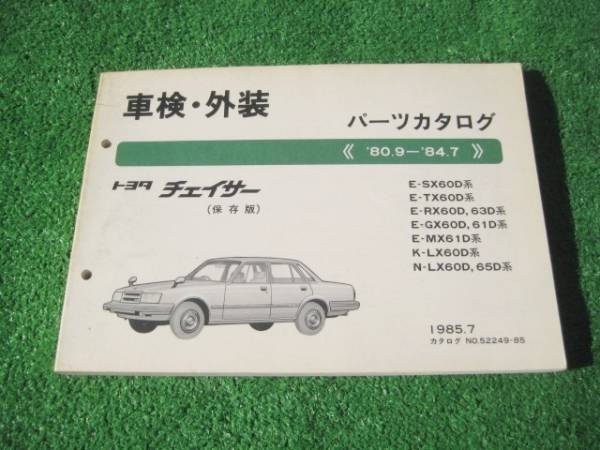 車検・外装
パーツカタログ
《 '80.9−'84.7 》
トヨタ チェイサー
(保存版)
E-SX60D系
E-TX60D系
E-RX60D, 63D系
E-GX60D, 61D系
E-MX61D系
K-LX60D系
N-LX60D, 65D系
1985.7
カタログ NO.52249-85